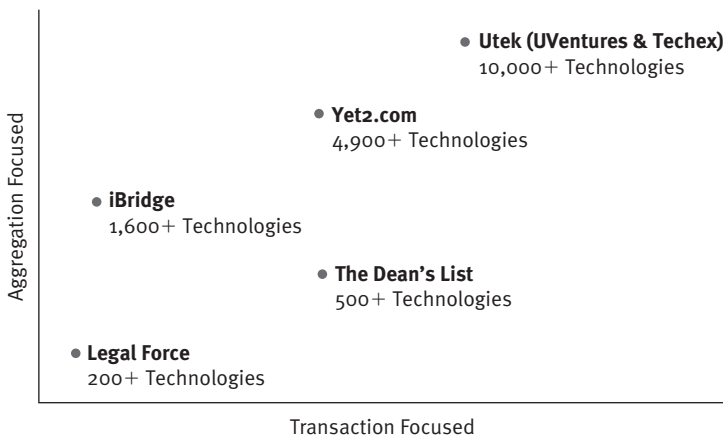 Utek (UVentures & Techex)
10,000+ Technologies
Yet2.com
4,900+ Technologies
iBridge
1,600+ Technologies
The Dean’s List
500+ Technologies
Legal Force
200+ Technologies
Aggregation Focused
Transaction Focused